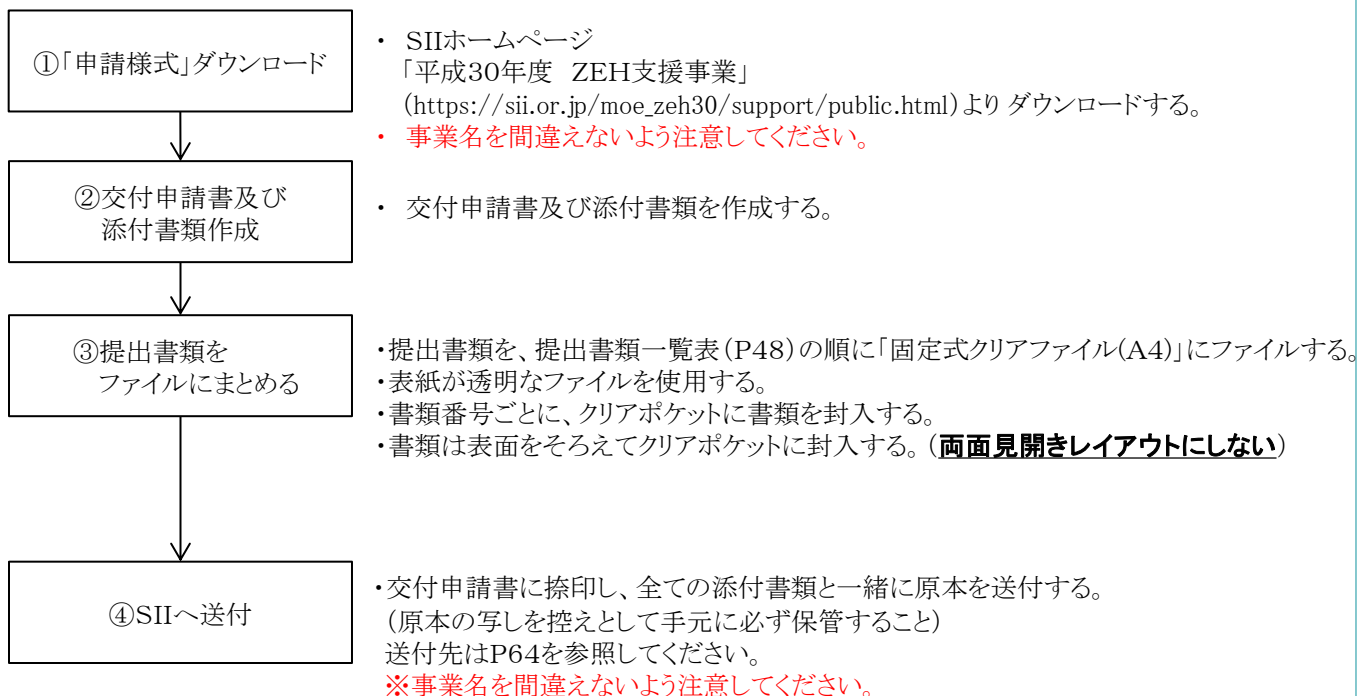 ①「申請様式」ダウンロード
・ SIIホームページ
「平成30年度　ZEH支援事業」
(https://sii.or.jp/moe_zeh30/support/public.html)より ダウンロードする。
・ 事業名を間違えないよう注意してください。
②交付申請書及び
添付書類作成
・ 交付申請書及び添付書類を作成する。
③提出書類を
ファイルにまとめる
・提出書類を、提出書類一覧表（P48）の順に「固定式クリアファイル(A4)」にファイルする。
・表紙が透明なファイルを使用する。
・書類番号ごとに、クリアポケットに書類を封入する。
・書類は表面をそろえてクリアポケットに封入する。（両面見開きレイアウトにしない）
④SIIへ送付
・交付申請書に捺印し、全ての添付書類と一緒に原本を送付する。
（原本の写しを控えとして手元に必ず保管すること）
送付先はP64を参照してください。
※事業名を間違えないよう注意してください。